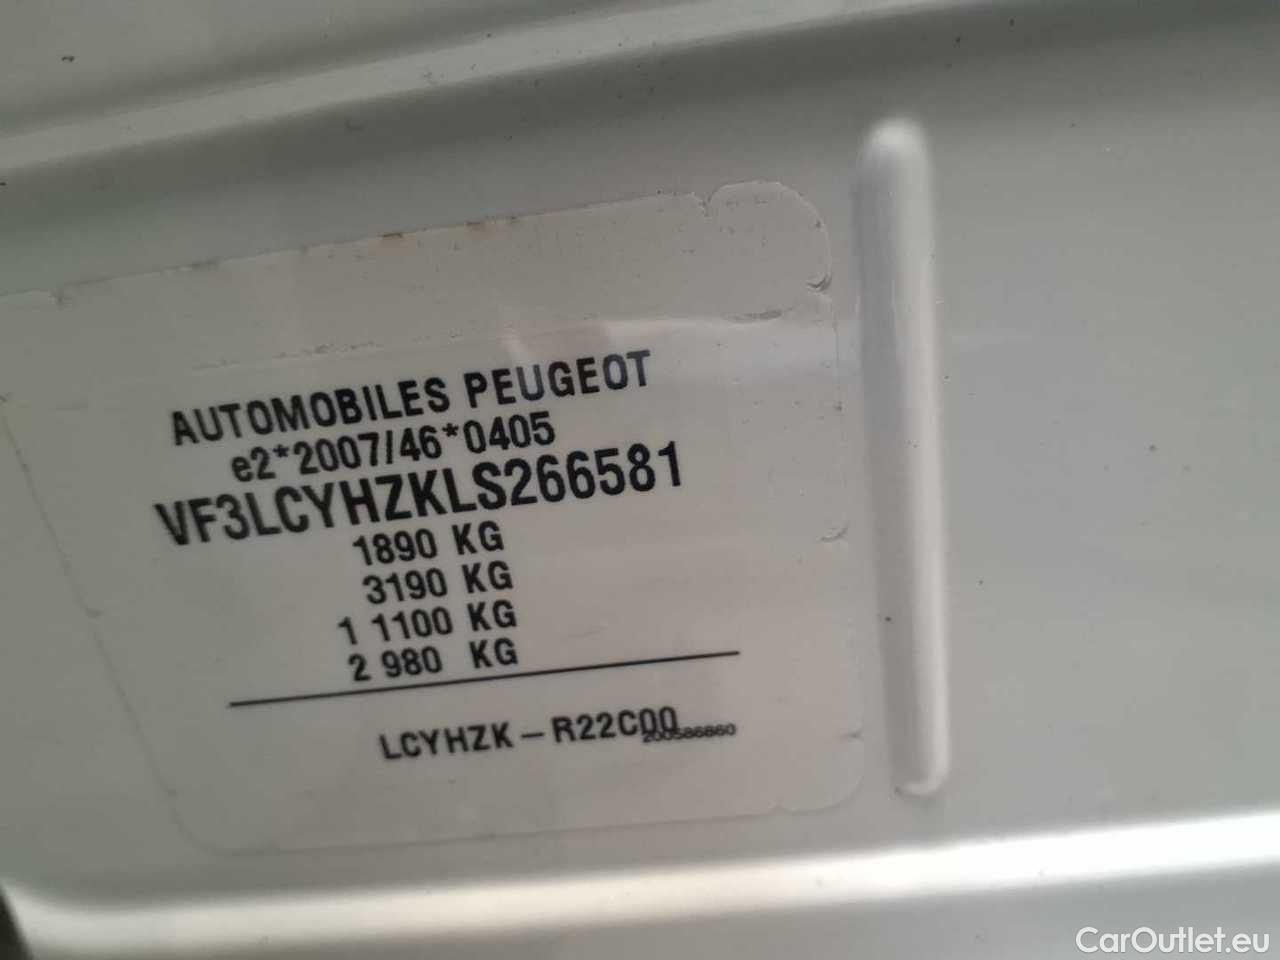 AUTOMOBILES PEUGEOT
e2*2007/46*0405
VF3LCYHZKLS266581
1890 KG
3190 KG
1 1100 KG
2 980 KG
LCYHZK – R22C00
200586860
CarOutlet.eu